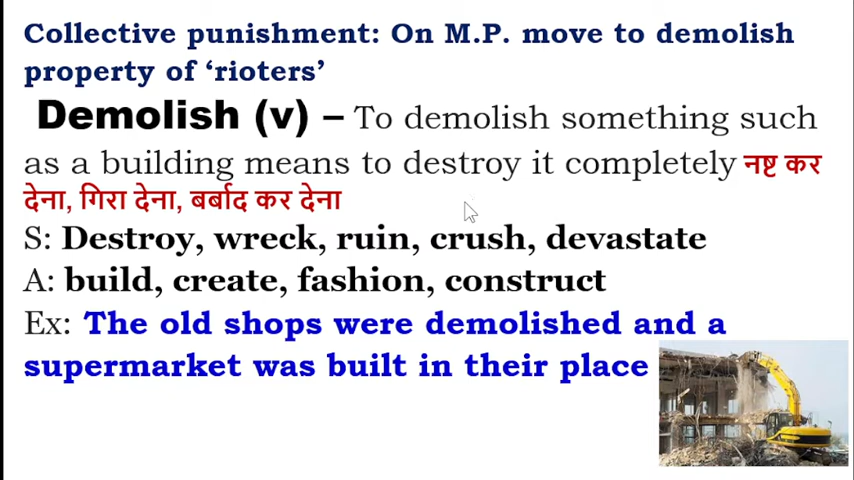 Collective punishment: On M.P. move to demolish
property of ‘rioters’
Demolish (v) – To demolish something such
as a building means to destroy it completely नष्ट कर
देना, गिरा देना, बर्बाद कर देना
S: Destroy, wreck, ruin, crush, devastate
A: build, create, fashion, construct
Ex: The old shops were demolished and a
supermarket was built in their place